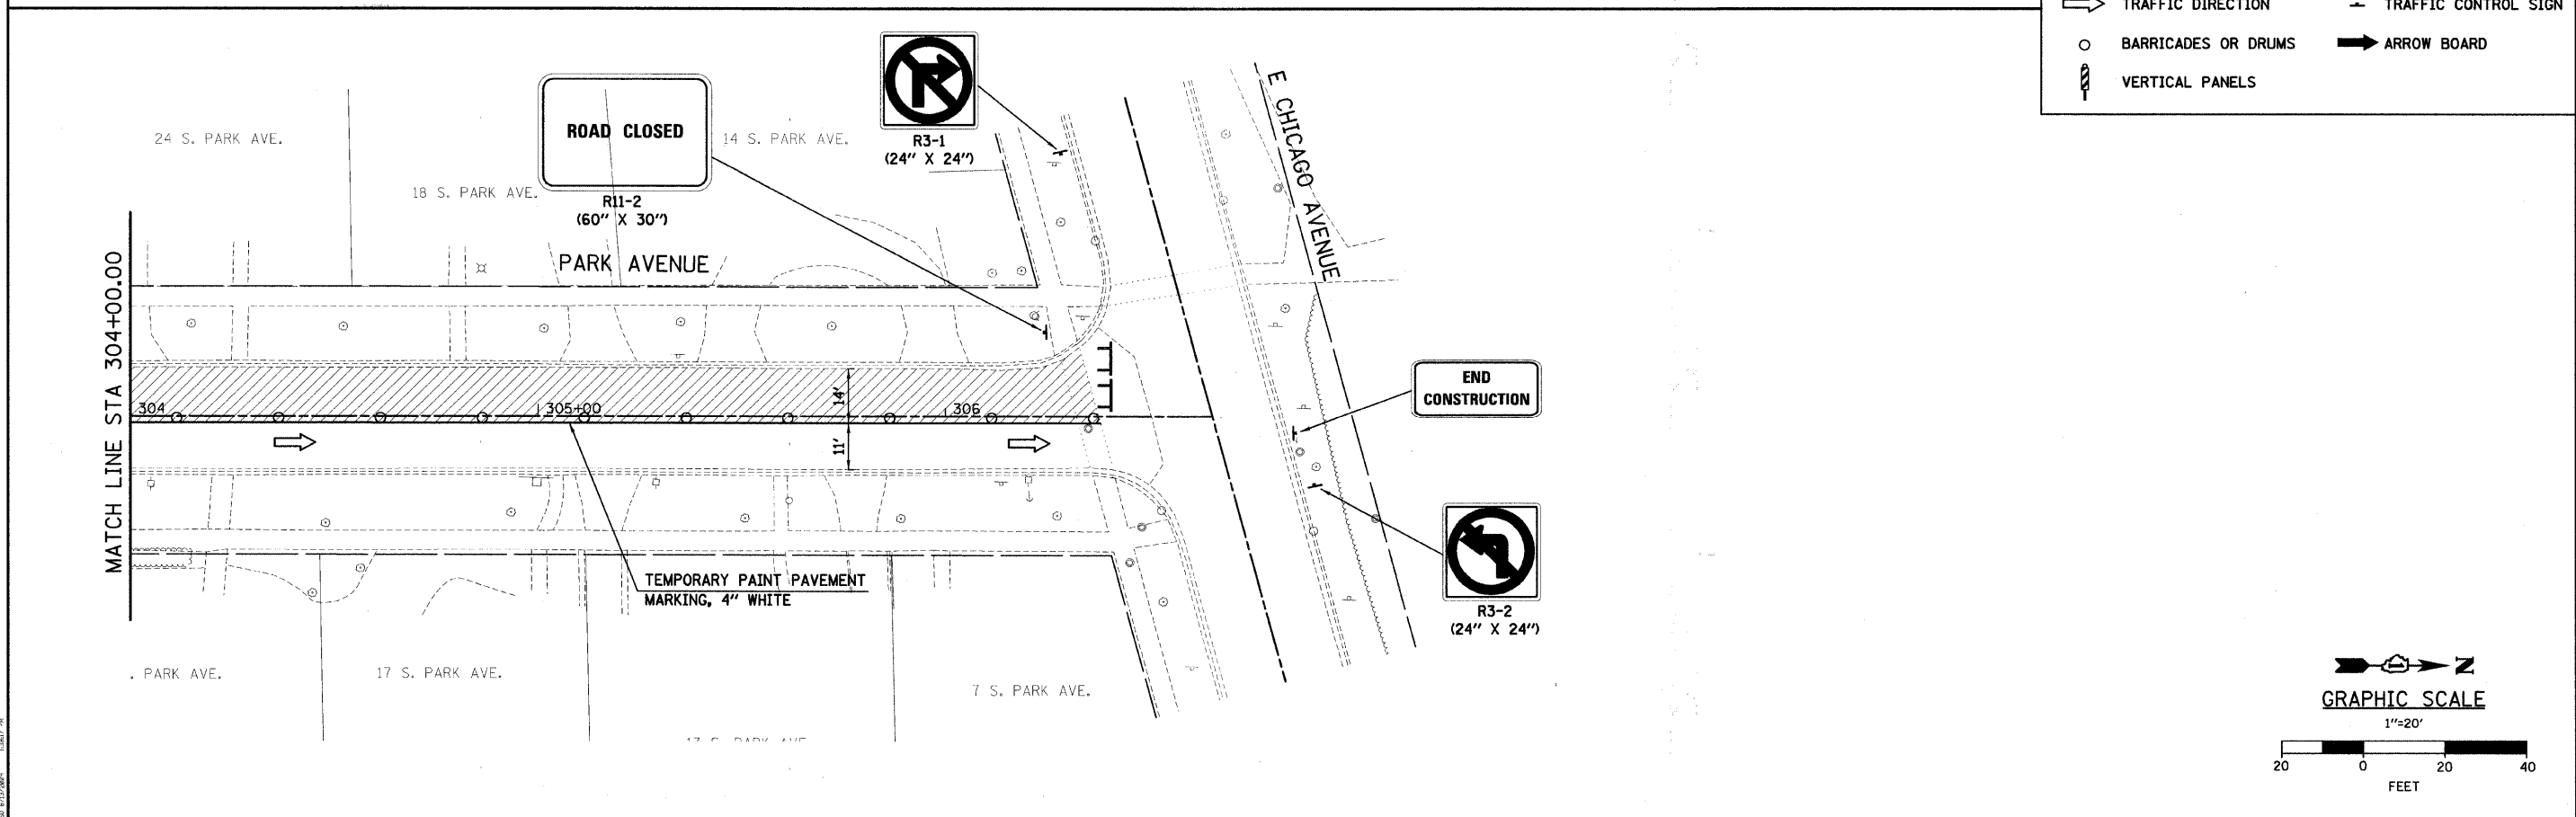 TRAFFIC DIRECTION
TRAFFIC CONTROL SIGN
BARRICADES OR DRUMS
ARROW BOARD
VERTICAL PANELS
R3-1
(24" X 24")
ROAD CLOSED
R11-2
(60" X 30")
24 S. PARK AVE.
18 S. PARK AVE.
14 S. PARK AVE.
E CHICAGO AVENUE
PARK AVENUE
MATCH LINE STA 304+00.00
304
305+00
306
14'
11'
END
CONSTRUCTION
R3-2
(24" X 24")
TEMPORARY PAINT PAVEMENT
MARKING, 4" WHITE
. PARK AVE.
17 S. PARK AVE.
7 S. PARK AVE.
N
GRAPHIC SCALE
1"=20'
20 0 20 40
FEET